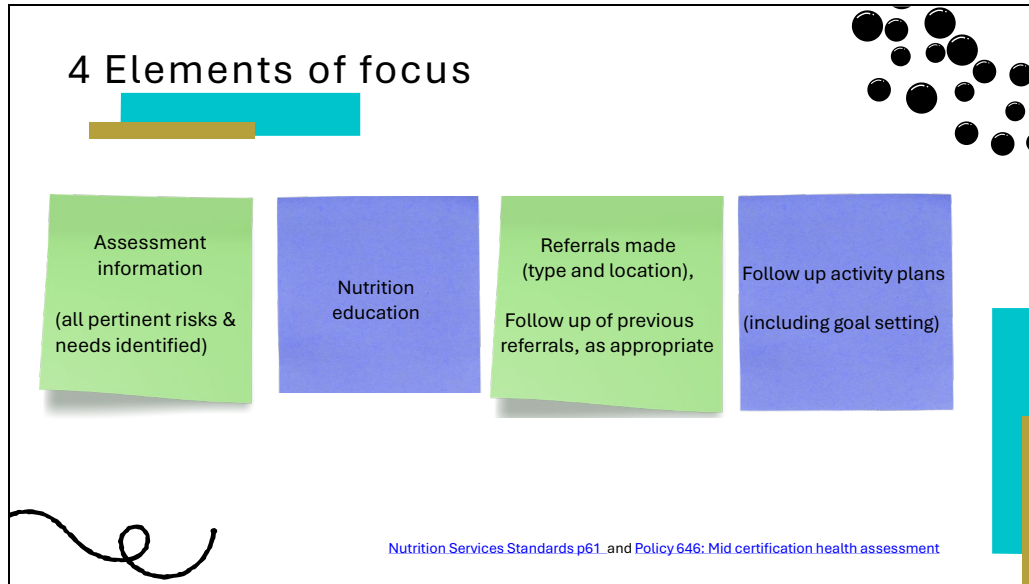 4 Elements of focus
Assessment
information
(all pertinent risks &
needs identified)
Nutrition
education
Referrals made
(type and location),
Follow up of previous
referrals, as appropriate
Follow up activity plans
(including goal setting)
Nutrition Services Standards p61 and Policy 646: Mid certification health assessment